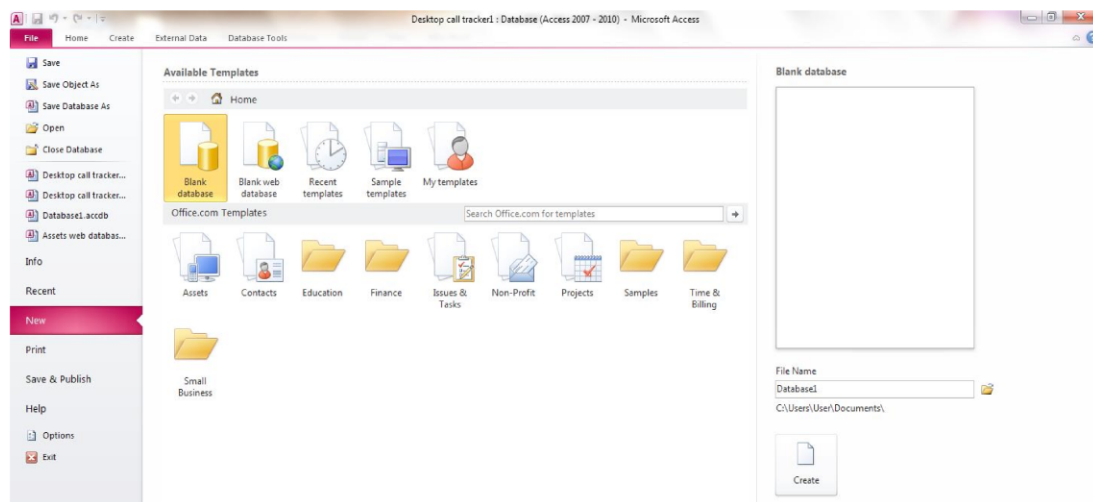 Desktop call tracker1 : Database (Access 2007 - 2010) - Microsoft Access
File Home Create External Data Database Tools
Save
Save Object As
Save Database As
Open
Close Database
Desktop call tracker...
Desktop call tracker...
Database1.accdb
Assets web databas...
Info
Recent
New
Print
Save & Publish
Help
Options
Exit
Available Templates
Home
Blank database
Blank web database
Recent templates
Sample templates
My templates
Office.com Templates
Search Office.com for templates
Assets
Contacts
Education
Finance
Issues & Tasks
Non-Profit
Projects
Samples
Time & Billing
Small Business
Blank database
File Name
Database1
C:\Users\User\Documents\
Create